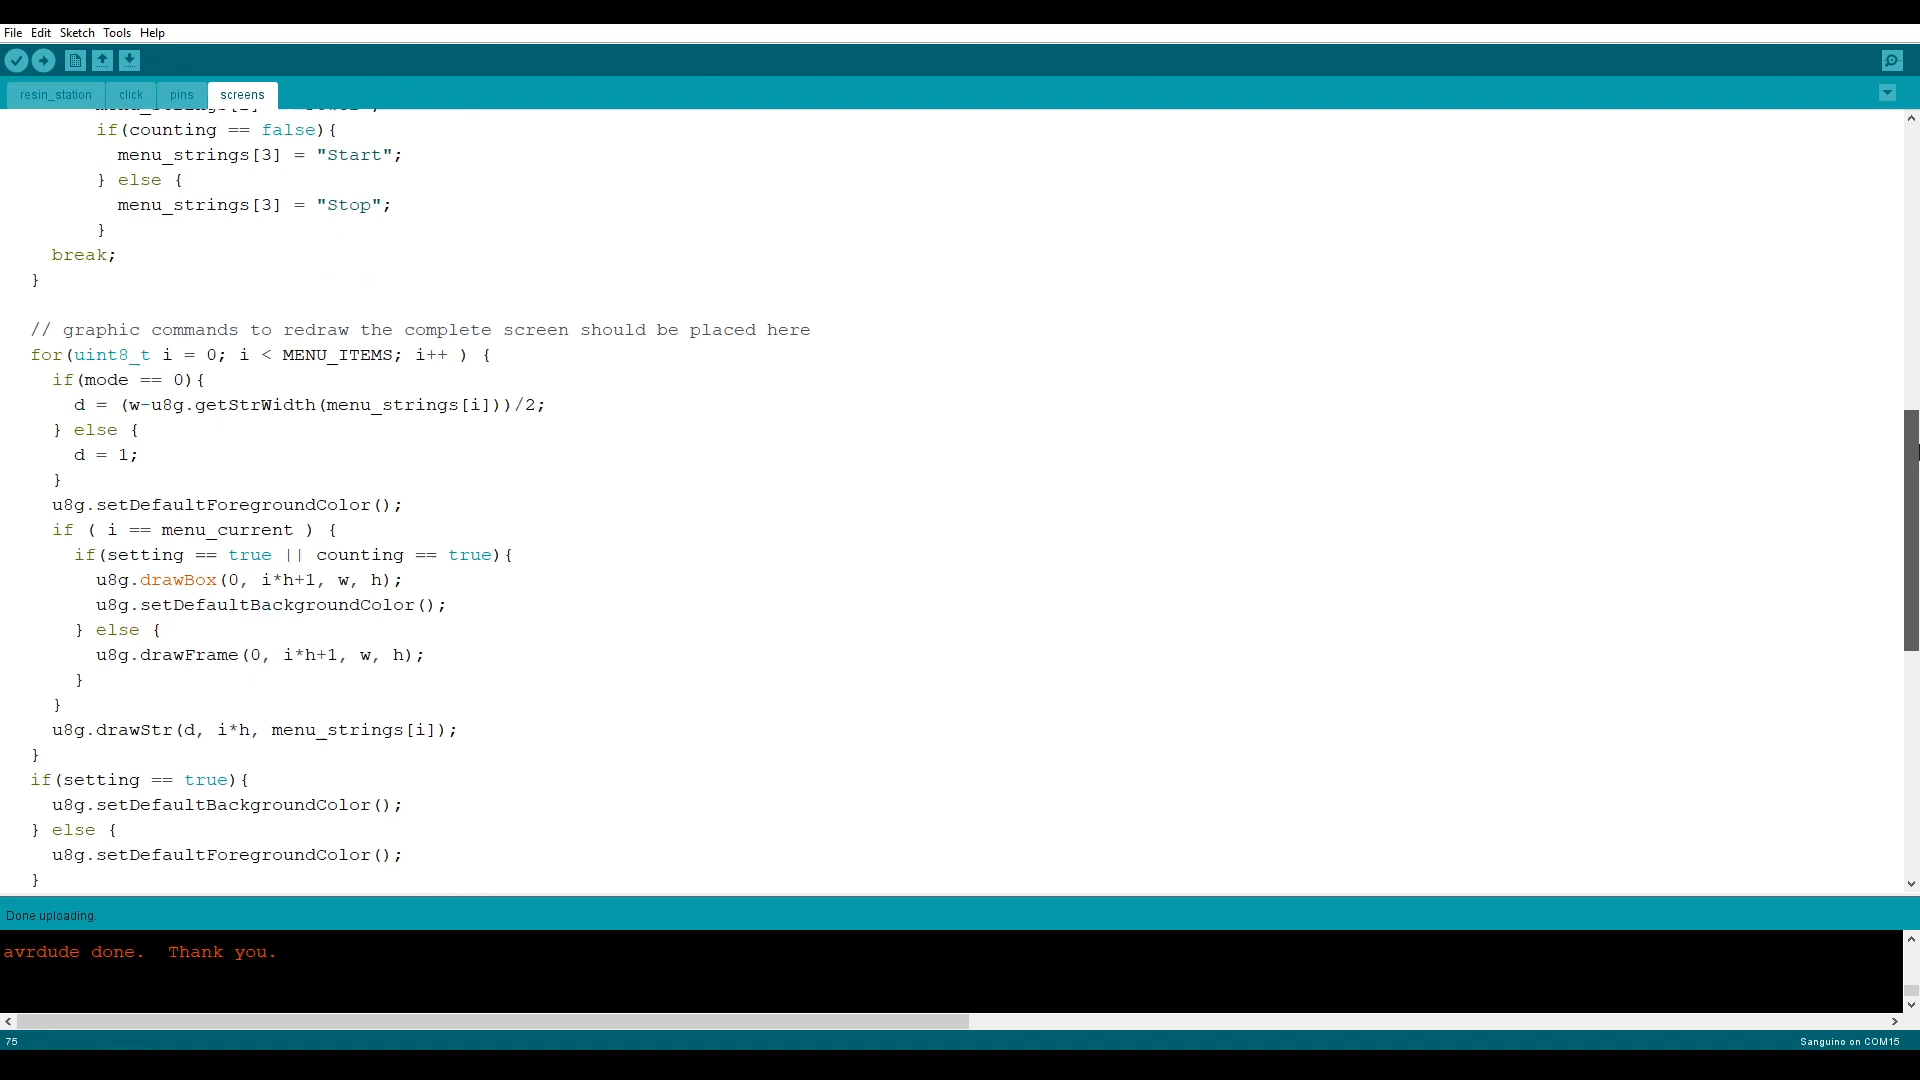 File Edit Sketch Tools Help
resin_station click pins screens
if(counting == false){
menu_strings[3] = "Start";
} else {
menu_strings[3] = "Stop";
}
break;
}
// graphic commands to redraw the complete screen should be placed here
for(uint8_t i = 0; i < MENU_ITEMS; i++ ) {
if(mode == 0){
d = (w-u8g.getStrWidth(menu_strings[i]))/2;
} else {
d = 1;
}
u8g.setDefaultForegroundColor();
if ( i == menu_current ) {
if(setting == true || counting == true){
u8g.drawBox(0, i*h+1, w, h);
u8g.setDefaultBackgroundColor();
} else {
u8g.drawFrame(0, i*h+1, w, h);
}
}
u8g.drawStr(d, i*h, menu_strings[i]);
}
if(setting == true){
u8g.setDefaultBackgroundColor();
} else {
u8g.setDefaultForegroundColor();
}
Done uploading.
avrdude done.  Thank you.
75
Sanguino on COM15